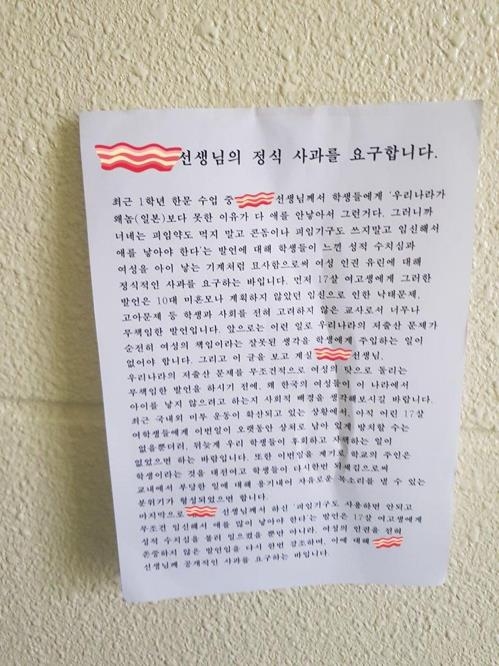 선생님의 정식 사과를 요구합니다.
최근 1학년 한문 수업 중 선생님께서 학생들에게 '우리나라가
왜놈(일본)보다 못한 이유가 다 애를 안낳아서 그런거다. 그러니까
너네는 피임약도 먹지 말고 콘돔이나 피임기구도 쓰지말고 임신해서
애를 낳아야 한다'는 발언에 대해 학생들이 느낀 성적 수치심과
여성을 아이 낳는 기계처럼 묘사함으로써 여성 인권 유린에 대해
정식적인 사과를 요구하는 바입니다. 먼저 17살 여고생에게 그러한
발언은 10대 미혼모나 계획하지 않았던 임신으로 인한 낙태문제,
고아문제 등 학생과 사회를 전혀 고려하지 않은 교사로서 너무나
무책임한 발언입니다. 앞으로는 이런 일로 우리나라의 저출산 문제가
순전히 여성의 책임이라는 잘못된 생각을 학생에게 주입하는 일이
없어야 합니다. 그리고 이 글을 보고 계실 선생님,
우리나라의 저출산 문제를 무조건적으로 여성의 탓으로 돌리는
무책임한 발언을 하시기 전에, 왜 한국의 여성들이 이 나라에서
아이를 낳지 않으려고 하는지 사회적 배경을 생각해보시길 바랍니다.
최근 국내외 미투 운동이 확산되고 있는 상황에서, 아직 어린 17살
여학생들에게 이번일이 오랫동안 상처로 남아 있게 방치할 수는
없을뿐더러, 뒤늦게 우리 학생들이 후회하고 자책하는 일이
없었으면 하는 바람입니다. 또한 이번일을 계기로 학교의 주인은
학생이라는 것을 대전여고 학생들이 다시한번 되새김으로써
교내에서 부당한 일에 대해 용기내어 자유로운 목소리를 낼 수 있는
분위기가 형성되었으면 합니다.
마지막으로 선생님께서 하신 '피임기구도 사용하면 안되고
무조건 임신해서 애를 많이 낳아야 한다'는 발언은 17살 여고생에게
성적 수치심을 불러 일으켰을 뿐만 아니라, 여성의 인권을 전혀
존중하지 않은 발언임을 다시 한번 강조하며, 이에 대해
선생님께 공개적인 사과를 요구하는 바입니다.